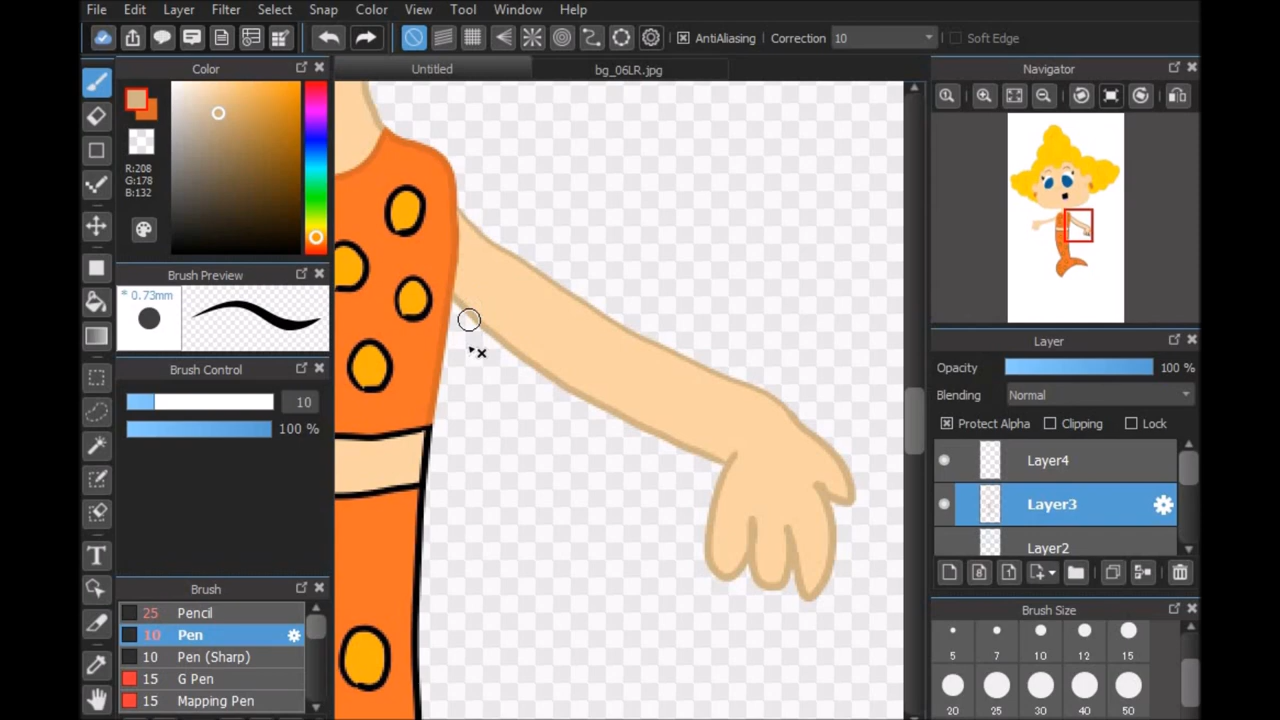 File Edit Layer Filter Select Snap Color View Tool Window Help
AntiAliasing Correction 10 Soft Edge
Color
Untitled
bg_06LR.jpg
Navigator
R:208
G:178
B:132
Brush Preview
* 0.73mm
Layer
Opacity 100 %
Blending Normal
Protect Alpha Clipping Lock
Layer4
Layer3
Layer2
Brush Control
10
100 %
T
Brush
25 Pencil
10 Pen
10 Pen (Sharp)
15 G Pen
15 Mapping Pen
Brush Size
5 7 10 12 15
20 25 30 40 50